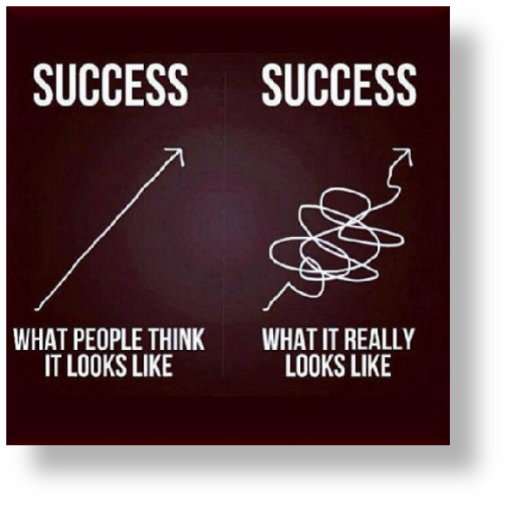 SUCCESS
WHAT PEOPLE THINK
IT LOOKS LIKE
SUCCESS
WHAT IT REALLY
LOOKS LIKE